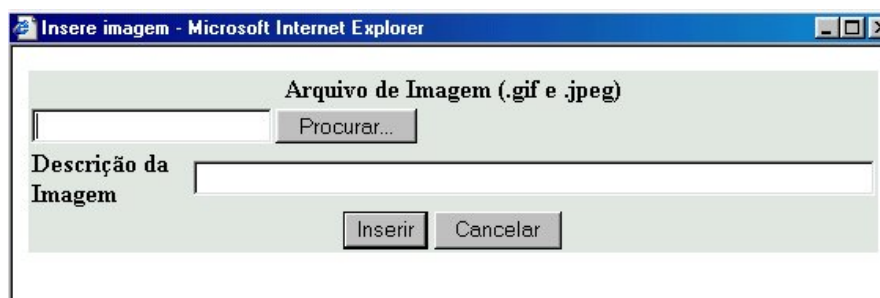 Insere imagem - Microsoft Internet Explorer
Arquivo de Imagem (.gif e .jpeg)
Procurar...
Descrição da
Imagem
Inserir Cancelar